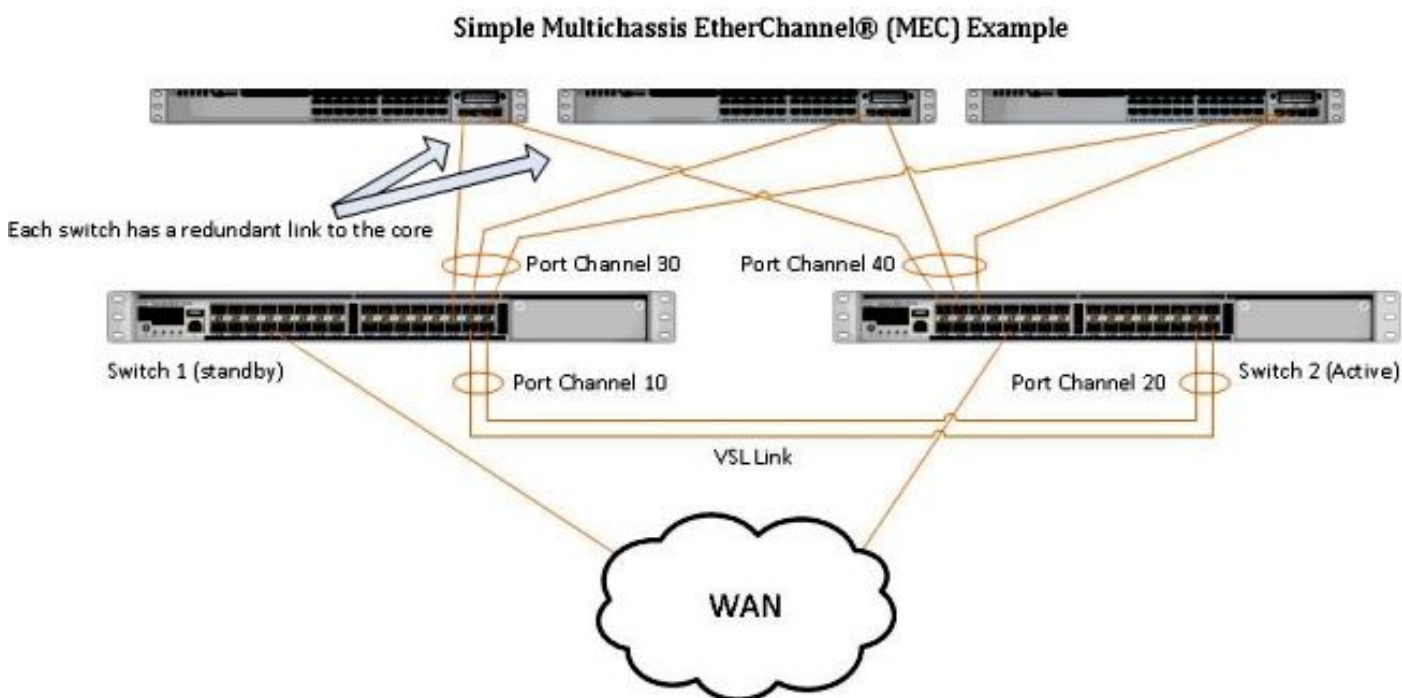 Simple Multichassis EtherChannel® (MEC) Example
Each switch has a redundant link to the core
Port Channel 30
Port Channel 40
Switch 1 (standby)
Port Channel 10
Port Channel 20
Switch 2 (Active)
VSL Link
WAN